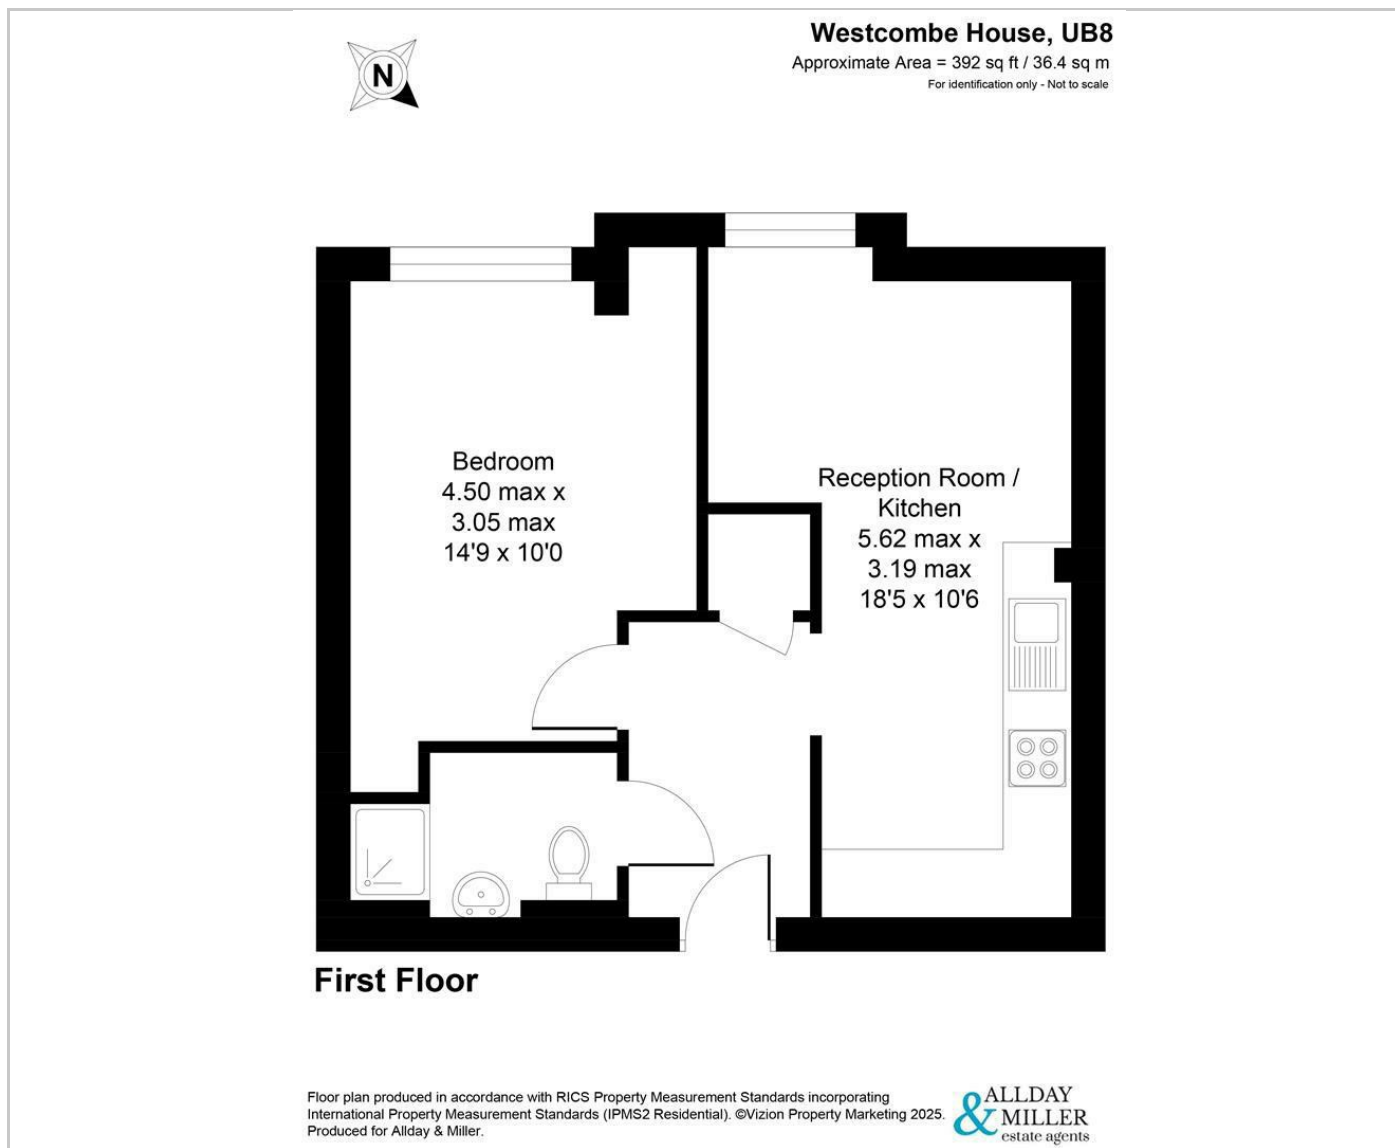 Westcombe House, UB8
Approximate Area = 392 sq ft / 36.4 sq m
For identification only - Not to scale
N
Bedroom
4.50 max x
3.05 max
14'9 x 10'0
Reception Room /
Kitchen
5.62 max x
3.19 max
18'5 x 10'6
First Floor
Floor plan produced in accordance with RICS Property Measurement Standards incorporating
International Property Measurement Standards (IPMS2 Residential). ©Vizion Property Marketing 2025.
Produced for Allday & Miller.
ALLDAY
& MILLER
estate agents